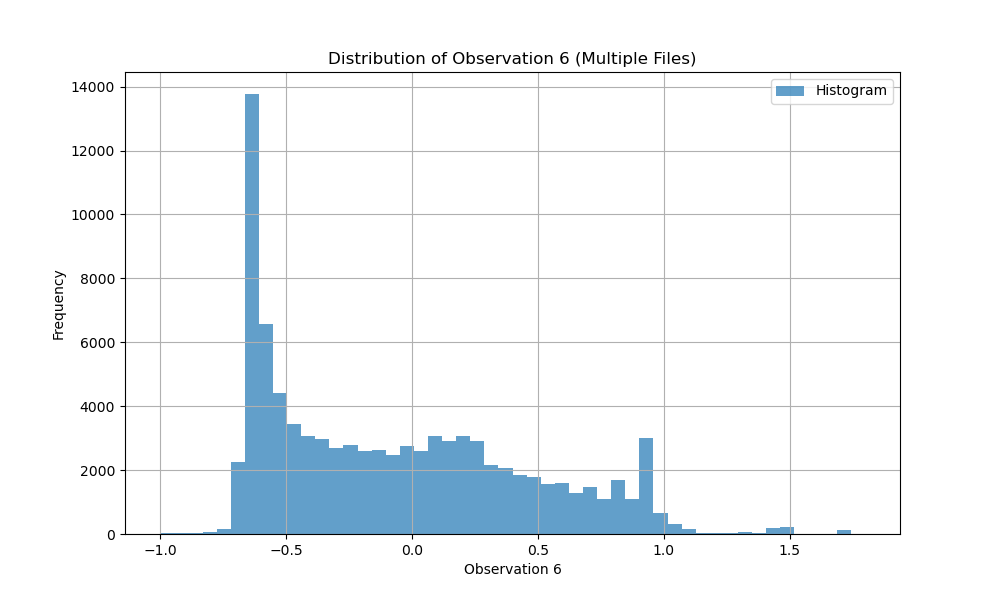 Distribution of Observation 6 (Multiple Files)
Histogram
14000
12000
10000
8000
6000
4000
2000
0
Frequency
−1.0 −0.5 0.0 0.5 1.0 1.5
Observation 6